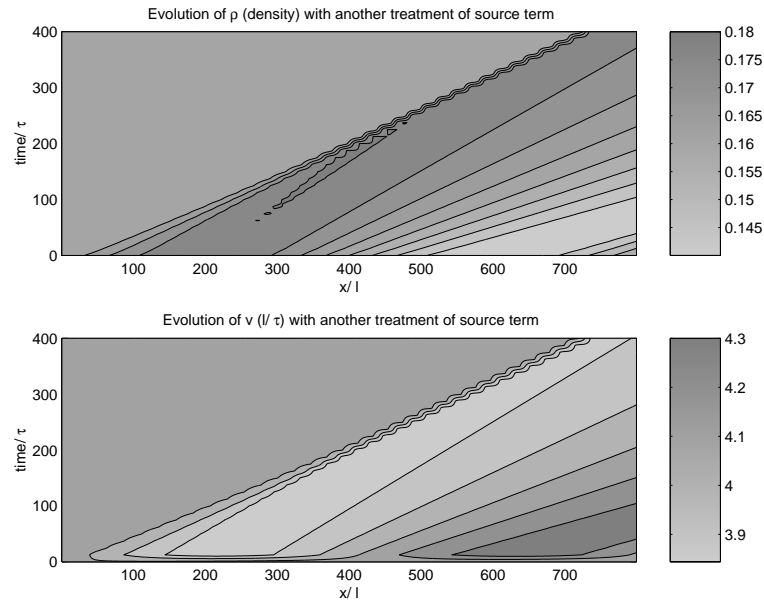 Evolution of ρ (density) with another treatment of source term
400
300
200
100
0
time/ τ
100 200 300 400 500 600 700
x/ l
0.18
0.175
0.17
0.165
0.16
0.155
0.15
0.145
Evolution of v (l/ τ) with another treatment of source term
400
300
200
100
0
time/ τ
100 200 300 400 500 600 700
x/ l
4.3
4.2
4.1
4
3.9